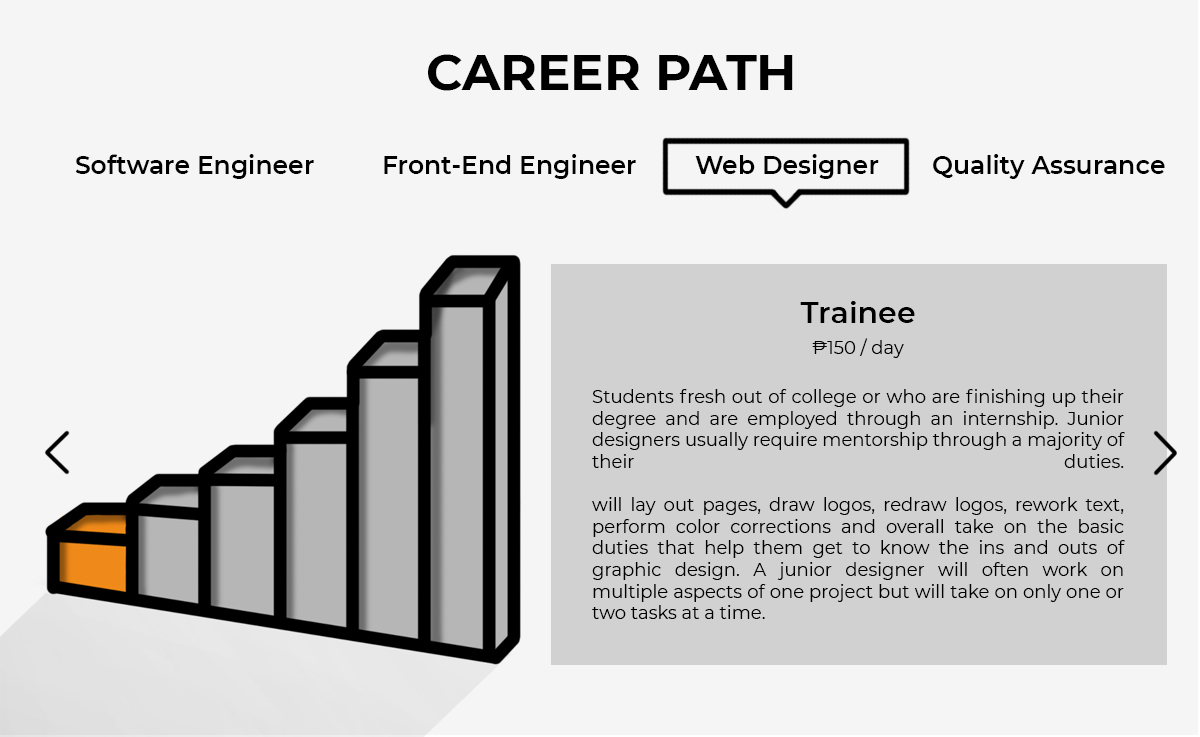 CAREER PATH
Software Engineer
Front-End Engineer
Web Designer
Quality Assurance
Trainee
₱150 / day
Students fresh out of college or who are finishing up their
degree and are employed through an internship. Junior
designers usually require mentorship through a majority of
their duties.
will lay out pages, draw logos, redraw logos, rework text,
perform color corrections and overall take on the basic
duties that help them get to know the ins and outs of
graphic design. A junior designer will often work on
multiple aspects of one project but will take on only one or
two tasks at a time.